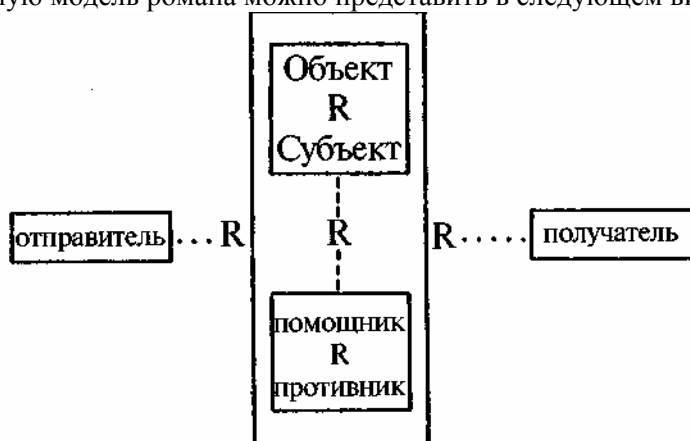 ную модель романа можно представить в следующем ви
Объект
R
Субъект
отправитель ... R R R ..... получатель
помощник
R
противник